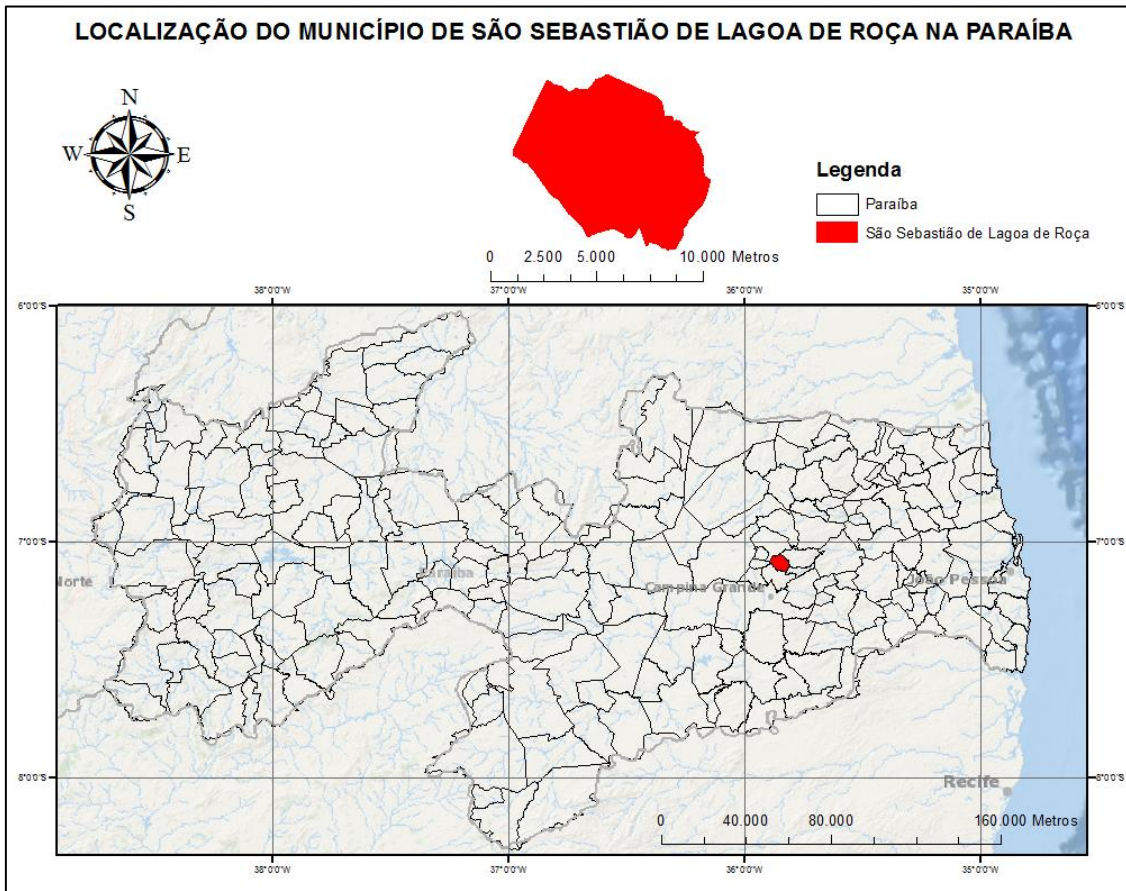 LOCALIZAÇÃO DO MUNICÍPIO DE SÃO SEBASTIÃO DE LAGOA DE ROÇA NA PARAÍBA
N
W E
S
Legenda
Paraíba
São Sebastião de Lagoa de Roça
0 2.500 5.000 10.000 Metros
38°0'0"W 37°0'0"W 36°0'0"W 35°0'0"W
6°0'0"S 6°0'0"S
7°0'0"S 7°0'0"S
Norte Paraíba Campina Grande João Pessoa
8°0'0"S Recife 8°0'0"S
0 40.000 80.000 160.000 Metros
38°0'0"W 37°0'0"W 36°0'0"W 35°0'0"W